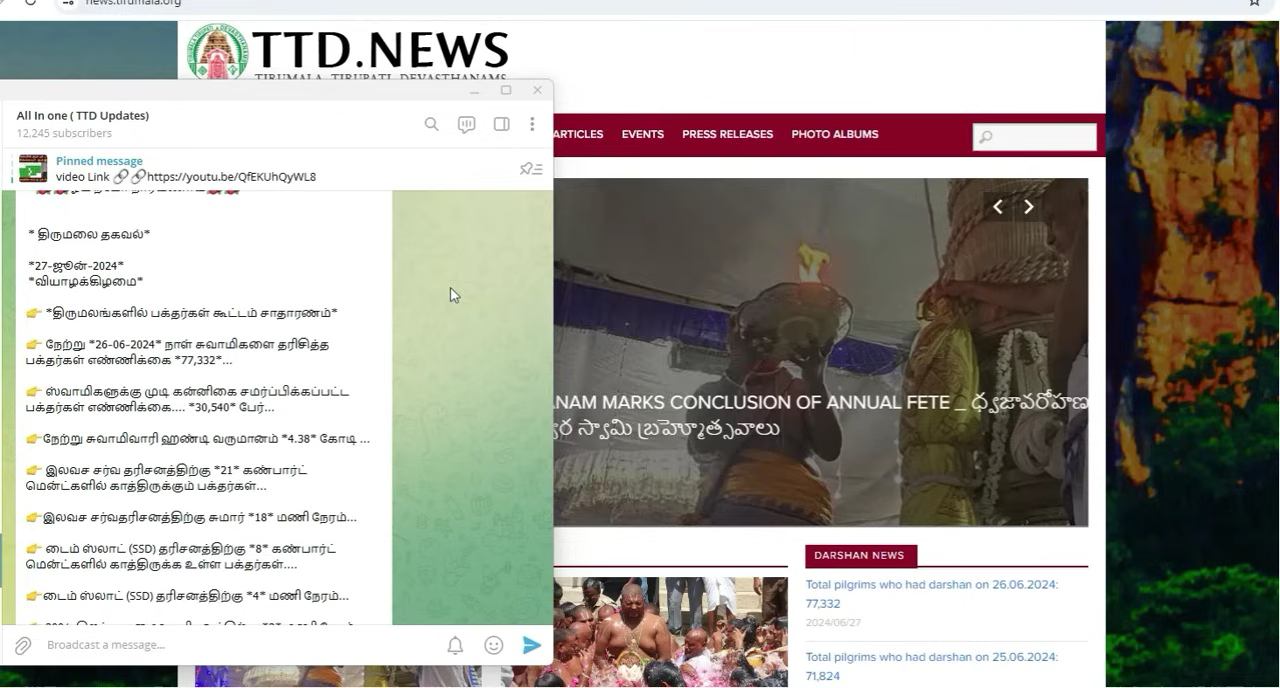 news.tirumala.org
TTD.NEWS
TIRUMALA TIRUPATI DEVASTHANAMS
All In one ( TTD Updates)
12,245 subscribers
ARTICLES EVENTS PRESS RELEASES PHOTO ALBUMS
Pinned message
video Link 🔗 🔗https://youtu.be/QfEKUhQyWL8
* திருமலை தகவல்*
*27-ஜூன்-2024*
*வியாழக்கிழமை*
👉 *திருமலங்களில் பக்தர்கள் கூட்டம் சாதாரணம்*
👉 நேற்று *26-06-2024* நாள் சுவாமிகளை தரிசித்த
பக்தர்கள் எண்ணிக்கை *77,332*...
👉 ஸ்வாமிகளுக்கு முடி கன்னிகை சமர்ப்பிக்கப்பட்ட
பக்தர்கள் எண்ணிக்கை.... *30,540* பேர்...
👉நேற்று சுவாமிவாரி ஹண்டி வருமானம் *4.38* கோடி ...
👉 இலவச சர்வ தரிசனத்திற்கு *21* கண்பார்ட்
மென்ட்களில் காத்திருக்கும் பக்தர்கள்...
👉இலவச சர்வதரிசனத்திற்கு சுமார் *18* மணி நேரம்...
👉 டைம் ஸ்லாட் (SSD) தரிசனத்திற்கு *8* கண்பார்ட்
மென்ட்களில் காத்திருக்க உள்ள பக்தர்கள்....
👉டைம் ஸ்லாட் (SSD) தரிசனத்திற்கு *4* மணி நேரம்...
Broadcast a message...
NAM MARKS CONCLUSION OF ANNUAL FETE _ ధ్వజావరోహణ
స్వామి బ్రహ్మోత్సవాలు
DARSHAN NEWS
Total pilgrims who had darshan on 26.06.2024:
77,332
2024/06/27
Total pilgrims who had darshan on 25.06.2024:
71,824